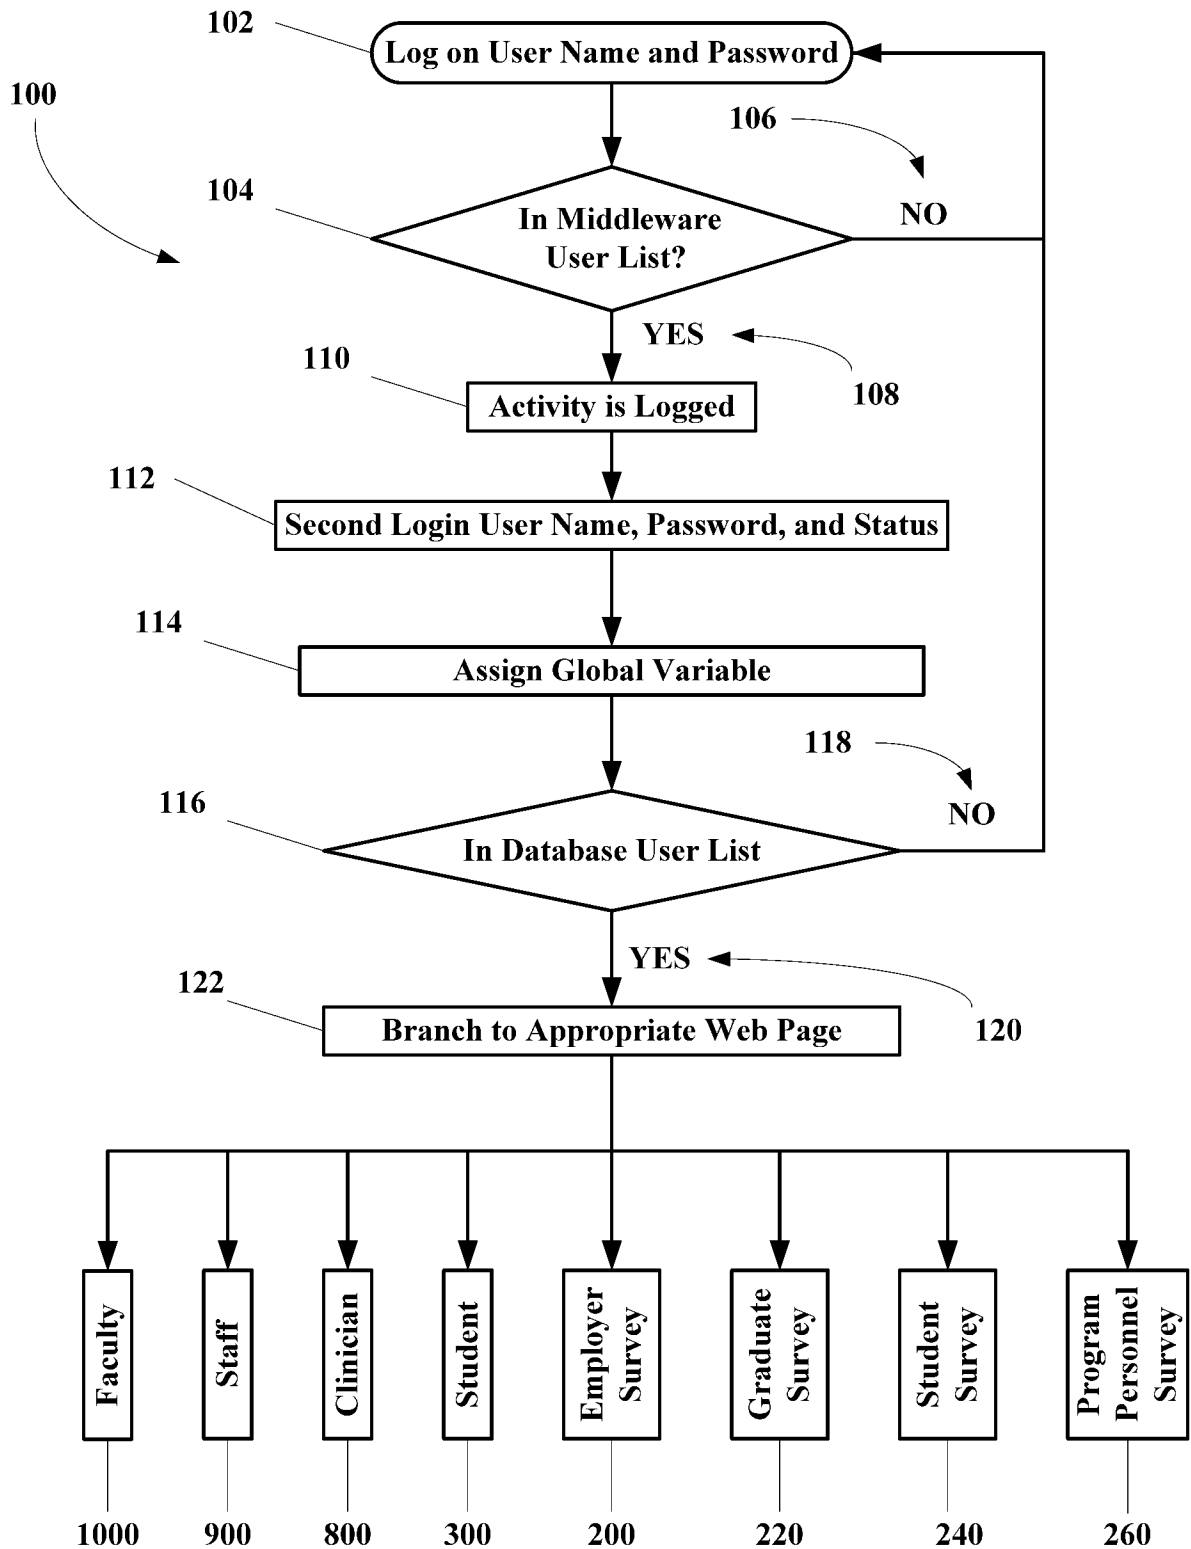 102
Log on User Name and Password
100
106
104
In Middleware
User List?
NO
YES
108
110
Activity is Logged
112
Second Login User Name, Password, and Status
114
Assign Global Variable
118
116
In Database User List
NO
YES
120
122
Branch to Appropriate Web Page
Faculty
Staff
Clinician
Student
Employer
Survey
Graduate
Survey
Student
Survey
Program
Personnel
Survey
1000
900
800
300
200
220
240
260